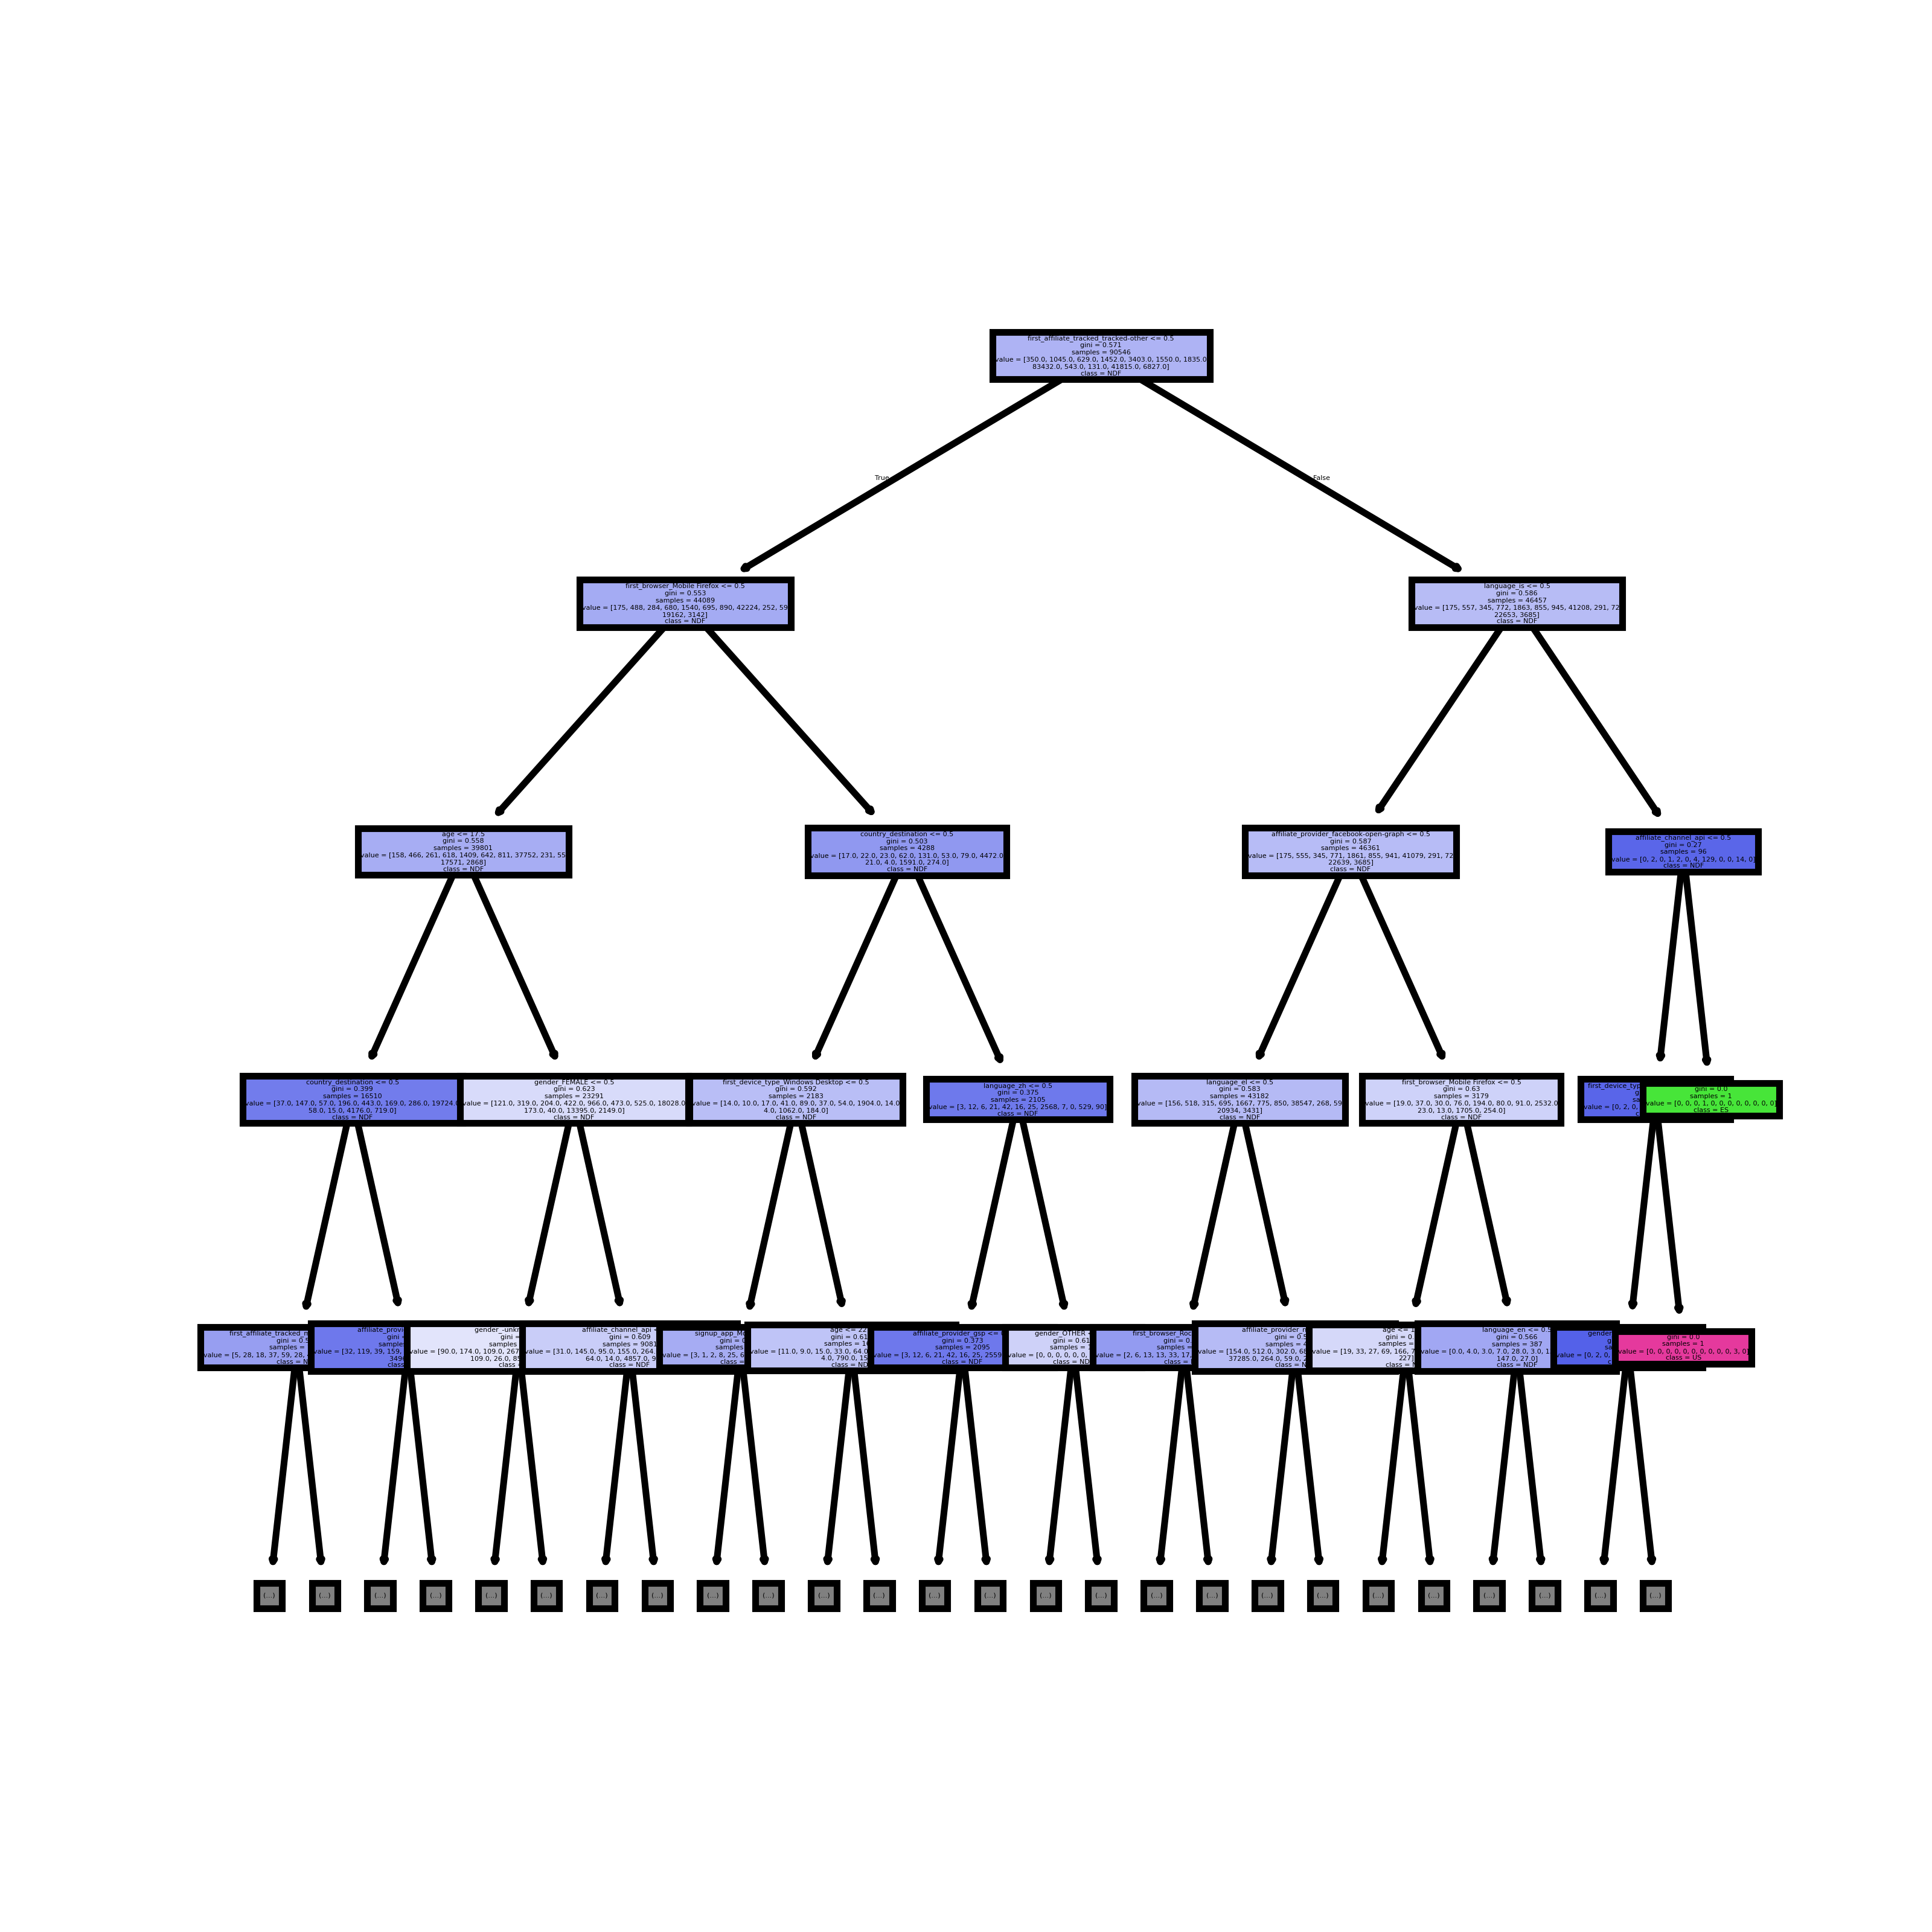 first_affiliate_tracked_tracked-other <= 0.5
gini = 0.571
samples = 90546
value = [350.0, 1045.0, 629.0, 1452.0, 3403.0, 1550.0, 1835.0
83432.0, 543.0, 131.0, 41815.0, 6827.0]
class = NDF
True
False
first_browser_Mobile Firefox <= 0.5
gini = 0.553
samples = 44089
value = [175, 488, 284, 680, 1540, 695, 890, 42224, 252, 59
19162, 3142]
class = NDF
language_is <= 0.5
gini = 0.586
samples = 46457
value = [175, 557, 345, 772, 1863, 855, 945, 41208, 291, 72
22653, 3685]
class = NDF
age <= 17.5
gini = 0.558
samples = 39801
value = [158, 466, 261, 618, 1409, 642, 811, 37752, 231, 55
17571, 2868]
class = NDF
country_destination <= 0.5
gini = 0.503
samples = 4288
value = [17.0, 22.0, 23.0, 62.0, 131.0, 53.0, 79.0, 4472.0
21.0, 4.0, 1591.0, 274.0]
class = NDF
affiliate_provider_facebook-open-graph <= 0.5
gini = 0.587
samples = 46361
value = [175, 555, 345, 771, 1861, 855, 941, 41079, 291, 72
22639, 3685]
class = NDF
affiliate_channel_api <= 0.5
gini = 0.27
samples = 96
value = [0, 2, 0, 1, 2, 0, 4, 129, 0, 0, 14, 0]
class = NDF
country_destination <= 0.5
gini = 0.399
samples = 16510
value = [37.0, 147.0, 57.0, 196.0, 443.0, 169.0, 286.0, 19724.0
58.0, 15.0, 4176.0, 719.0]
class = NDF
gender_FEMALE <= 0.5
gini = 0.623
samples = 23291
value = [121.0, 319.0, 204.0, 422.0, 966.0, 473.0, 525.0, 18028.0
173.0, 40.0, 13395.0, 2149.0]
class = NDF
first_device_type_Windows Desktop <= 0.5
gini = 0.592
samples = 2183
value = [14.0, 10.0, 17.0, 41.0, 89.0, 37.0, 54.0, 1904.0, 14.0
4.0, 1062.0, 184.0]
class = NDF
language_zh <= 0.5
gini = 0.375
samples = 2105
value = [3, 12, 6, 21, 42, 16, 25, 2568, 7, 0, 529, 90]
class = NDF
language_el <= 0.5
gini = 0.583
samples = 43182
value = [156, 518, 315, 695, 1667, 775, 850, 38547, 268, 59
20934, 3431]
class = NDF
first_browser_Mobile Firefox <= 0.5
gini = 0.63
samples = 3179
value = [19.0, 37.0, 30.0, 76.0, 194.0, 80.0, 91.0, 2532.0
23.0, 13.0, 1705.0, 254.0]
class = NDF
first_device_typ
value = [0, 2, 0,
gini = 0.0
samples = 1
value = [0, 0, 0, 1, 0, 0, 0, 0, 0, 0, 0, 0]
class = ES
first_affiliate_tracked
samples =
value = [5, 28, 18, 37, 59, 28,
class =
affiliate_provi
gini
samples
value = [32, 119, 39, 159,
class
gender_-unk
gini =
samples
value = [90.0, 174.0, 109.0, 267
109.0, 26.0,
class
affiliate_channel_api
gini = 0.609
samples = 9081
value = [31.0, 145.0, 95.0, 155.0, 264
64.0, 14.0, 4857.0,
class = NDF
signup_app_M
gini =
samples
value = [3, 1, 2, 8, 25, 6
class =
age <= 22
gini = 0.61
samples =
value = [11.0, 9.0, 15.0, 33.0, 64.0
4.0, 790.0,
class = ND
affiliate_provider_gsp <=
gini = 0.373
samples = 2095
value = [3, 12, 6, 21, 42, 16, 25, 2559
class = NDF
gender_OTHER
gini = 0.61
samples =
value = [0, 0, 0, 0, 0, 0,
class = ND
first_browser_Roc
gini = 0.
samples =
value = [2, 6, 13, 13, 33, 17,
class =
affiliate_provider
gini = 0.5
samples =
value = [154.0, 512.0, 302.0,
37285.0, 264.0, 59.0,
class = N
age <=
gini = 0.
samples =
value = [19, 33, 27, 69, 166,
227]
class =
language_en <= 0.5
gini = 0.566
samples = 387
value = [0.0, 4.0, 3.0, 7.0, 28.0, 3.0,
147.0, 27.0]
class = NDF
gender
value = [0, 2, 0,
gini = 0.0
samples = 1
value = [0, 0, 0, 0, 0, 0, 0, 0, 0, 0, 3, 0]
class = US
(...) (...) (...) (...) (...) (...) (...) (...) (...) (...) (...) (...) (...) (...) (...) (...) (...) (...) (...) (...) (...) (...) (...) (...) (...) (...)